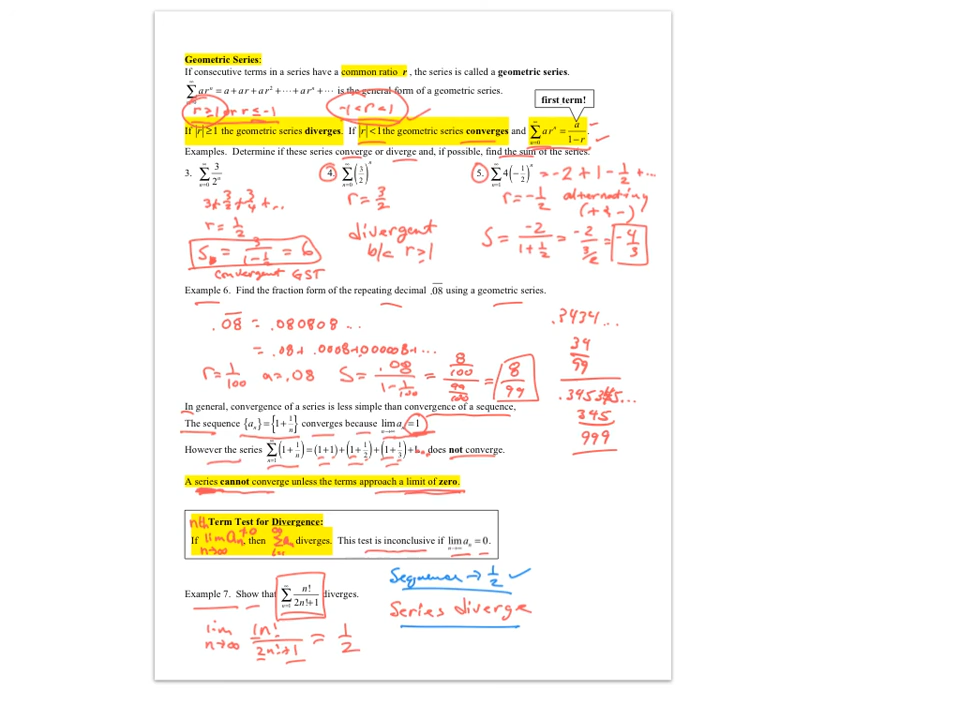 Geometric Series:
If consecutive terms in a series have a common ratio r , the series is called a geometric series.
∞ ∑ n=0 arⁿ = a + ar + ar² + ··· + arⁿ + ··· is the general form of a geometric series.
first term!
r ≥ 1 or r ≤ -1
-1 < r < 1
If |r| ≥ 1 the geometric series diverges. If |r| < 1 the geometric series converges and ∞ ∑ n=0 arⁿ = a/(1-r).
Examples. Determine if these series converge or diverge and, if possible, find the sum of the series.
3. ∞ ∑ n=0 3/2ⁿ
3 + 3/2 + 3/4 + ...
r = 1/2
S = 3/(1 - 1/2) = 6
convergent GST
4. ∞ ∑ n=0 (3/2)ⁿ
r = 3/2
divergent
b/c r ≥ 1
5. ∞ ∑ n=1 4(-1/2)ⁿ = -2 + 1 - 1/2 + ...
r = -1/2 alternating
(+ & -)
S = -2/(1 + 1/2) = -2/(3/2) = -4/3
Example 6. Find the fraction form of the repeating decimal .0̅8̅ using a geometric series.
.0̅8̅ = .080808 ...
= .08 + .0008 + .000008 + ...
r = 1/100 a = .08 S = .08/(1 - 1/100) = (8/100)/(99/100) = 8/99
.3434...
34/99
.345345...
345/999
In general, convergence of a series is less simple than convergence of a sequence.
The sequence {aₙ} = {1 + 1/n} converges because lim n→∞ aₙ = 1
However the series ∞ ∑ n=1 (1 + 1/n) = (1+1) + (1 + 1/2) + (1 + 1/3) + ... does not converge.
A series cannot converge unless the terms approach a limit of zero.
nth Term Test for Divergence:
If lim n→∞ aₙ ≠ 0 then ∞ ∑ aₙ diverges. This test is inconclusive if lim n→∞ aₙ = 0.
Sequence → 1/2 ✓
Example 7. Show that ∞ ∑ n=1 n!/(2n!+1) diverges.
Series diverge
lim n→∞ 1n!/(2n!+1) = 1/2